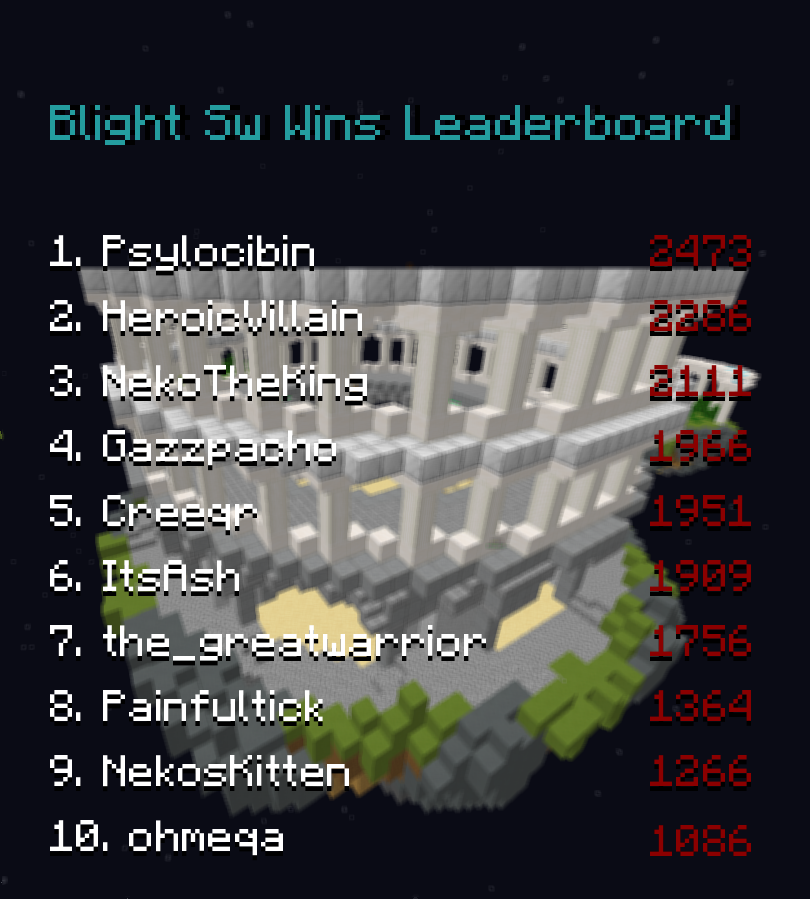 Blight Sw Wins Leaderboard
1. Psylocibin 2473
2. HeroicVillain 2286
3. NekoTheKing 2111
4. Gazzpacho 1966
5. Creeqr 1951
6. ItsAsh 1909
7. the_greatwarrior 1756
8. Painfultick 1364
9. NekosKitten 1266
10. ohmeqa 1086